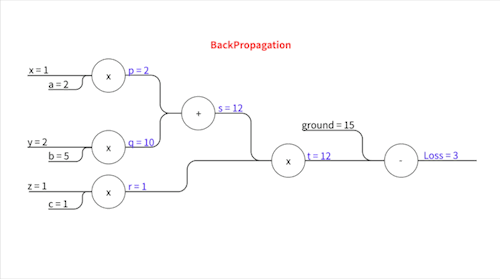 BackPropagation
x = 1
a = 2
x
p = 2
+
s = 12
y = 2
b = 5
x
q = 10
ground = 15
x
t = 12
-
Loss = 3
z = 1
c = 1
x
r = 1